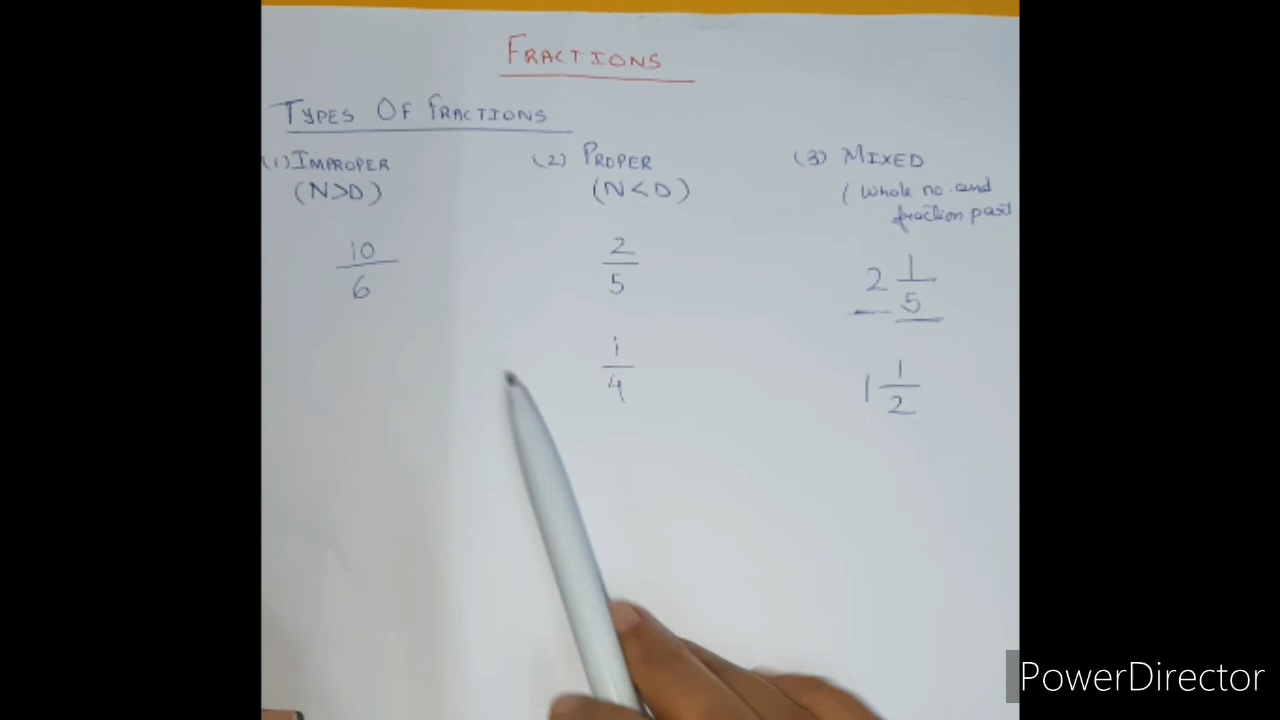 FRACTIONS
TYPES OF FRACTIONS
(1) IMPROPER
(N>D)
10
6
(2) PROPER
(N<D)
2
5
1
4
(3) MIXED
( Whole no. and
fraction part
2 1
5
1 1
2
PowerDirector